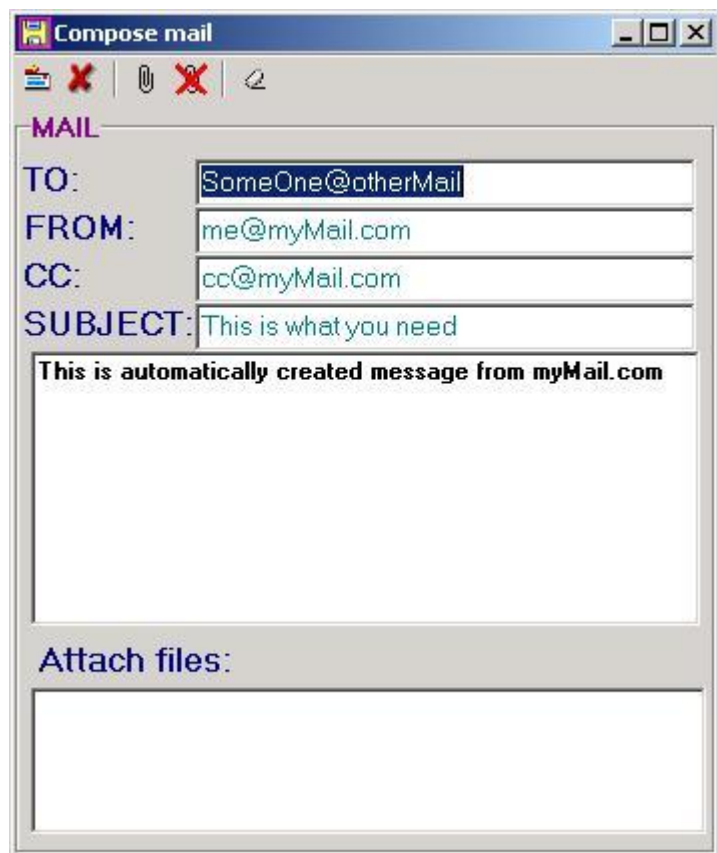 Compose mail
MAIL
TO: SomeOne@otherMail
FROM: me@myMail.com
CC: cc@myMail.com
SUBJECT: This is what you need
This is automatically created message from myMail.com
Attach files: